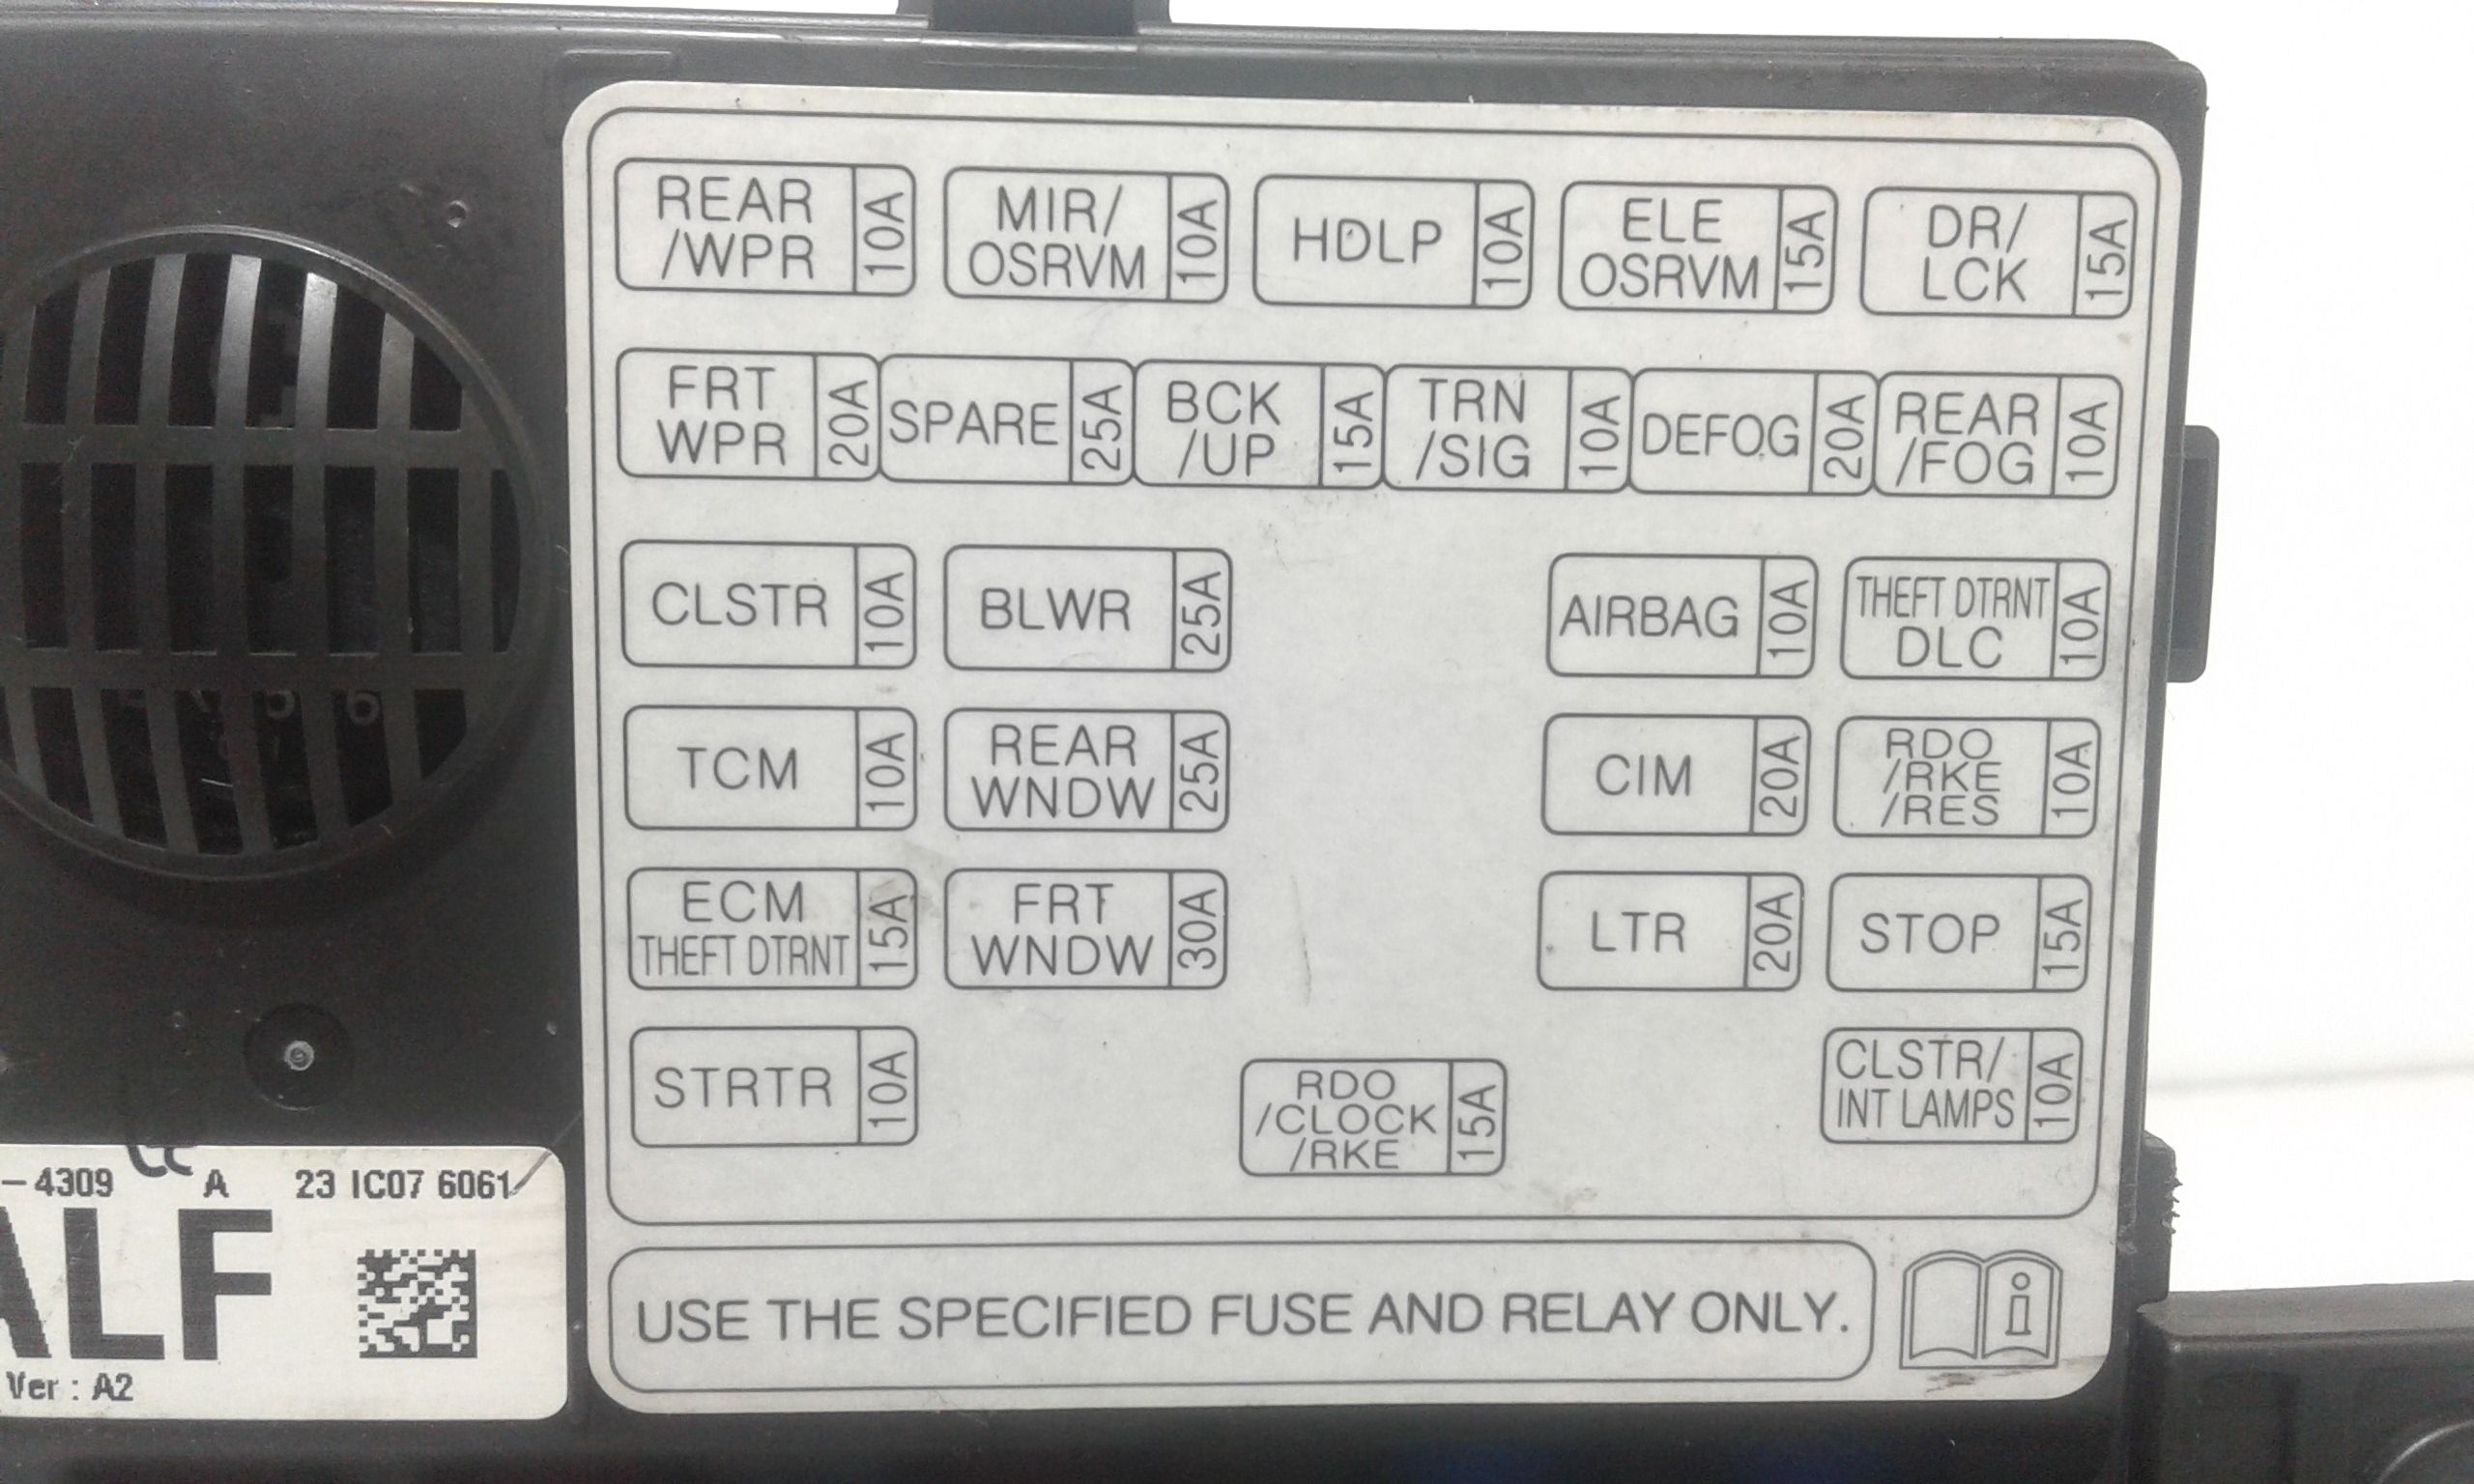 REAR
/WPR 10A
MIR/
OSRVM 10A
HDLP 10A
ELE
OSRVM 15A
DR/
LCK 15A
FRT
WPR 20A
SPARE 25A
BCK
/UP 15A
TRN
/SIG 10A
DEFOG 20A
REAR
/FOG 10A
CLSTR 10A
BLWR 25A
AIRBAG 10A
THEFT DTRNT
DLC 10A
TCM 10A
REAR
WNDW 25A
CIM 20A
RDO
/RKE
/RES 10A
ECM
THEFT DTRNT 15A
FRT
WNDW 30A
LTR 20A
STOP 15A
STRTR 10A
RDO
/CLOCK
/RKE 15A
CLSTR/
INT LAMPS 10A
USE THE SPECIFIED FUSE AND RELAY ONLY.
i
-4309 A 23 IC07 6061
ALF
Ver : A2